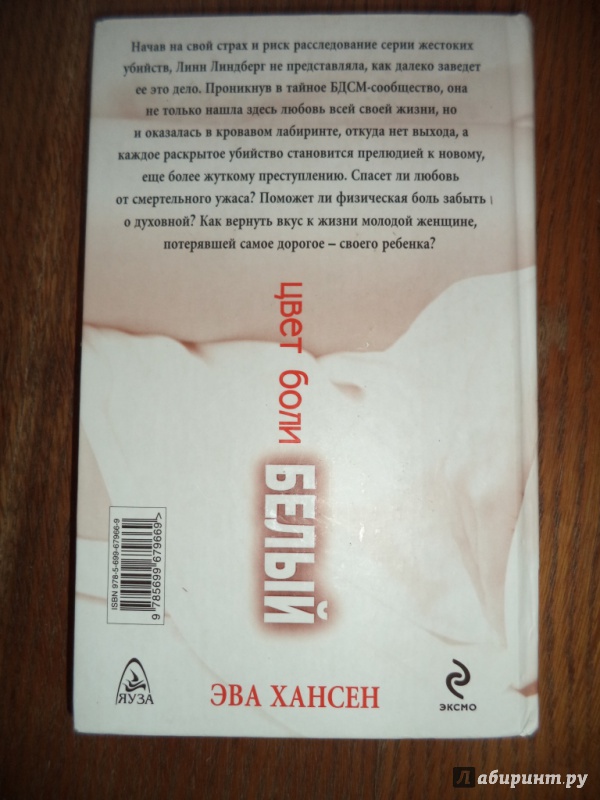 Начав на свой страх и риск расследование серии жестоких
убийств, Линн Линдберг не представляла, как далеко заведет
ее это дело. Проникнув в тайное БДСМ-сообщество, она
не только нашла здесь любовь всей своей жизни, но
и оказалась в кровавом лабиринте, откуда нет выхода, а
каждое раскрытое убийство становится прелюдией к новому,
еще более жуткому преступлению. Спасет ли любовь
от смертельного ужаса? Поможет ли физическая боль забыть
о духовной? Как вернуть вкус к жизни молодой женщине,
потерявшей самое дорогое – своего ребенка?
цвет боли
БЕЛЫЙ
ISBN 978-5-699-67966-9
9 785699 679669>
ЯУЗА
ЭВА ХАНСЕН
ЭКСМО
Лабиринт.ру